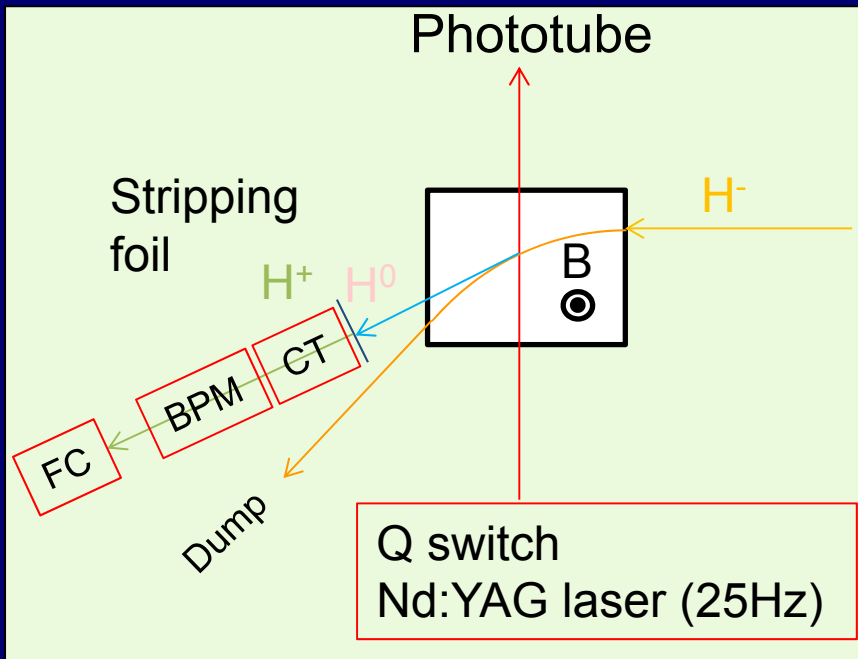 Phototube
Stripping
foil
H⁻
B
H⁺
H⁰
CT
BPM
FC
Dump
Q switch
Nd:YAG laser (25Hz)